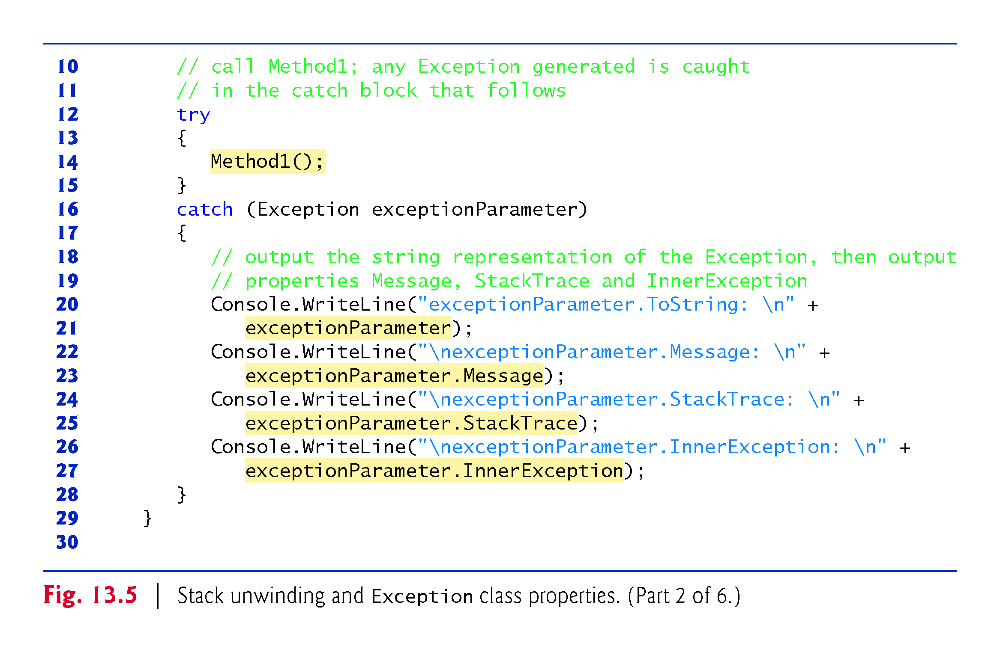 10 // call Method1; any Exception generated is caught
11 // in the catch block that follows
12 try
13 {
14 Method1();
15 }
16 catch (Exception exceptionParameter)
17 {
18 // output the string representation of the Exception, then output
19 // properties Message, StackTrace and InnerException
20 Console.WriteLine("exceptionParameter.ToString: \n" +
21 exceptionParameter);
22 Console.WriteLine("\nexceptionParameter.Message: \n" +
23 exceptionParameter.Message);
24 Console.WriteLine("\nexceptionParameter.StackTrace: \n" +
25 exceptionParameter.StackTrace);
26 Console.WriteLine("\nexceptionParameter.InnerException: \n" +
27 exceptionParameter.InnerException);
28 }
29 }
30
Fig. 13.5 | Stack unwinding and Exception class properties. (Part 2 of 6.)